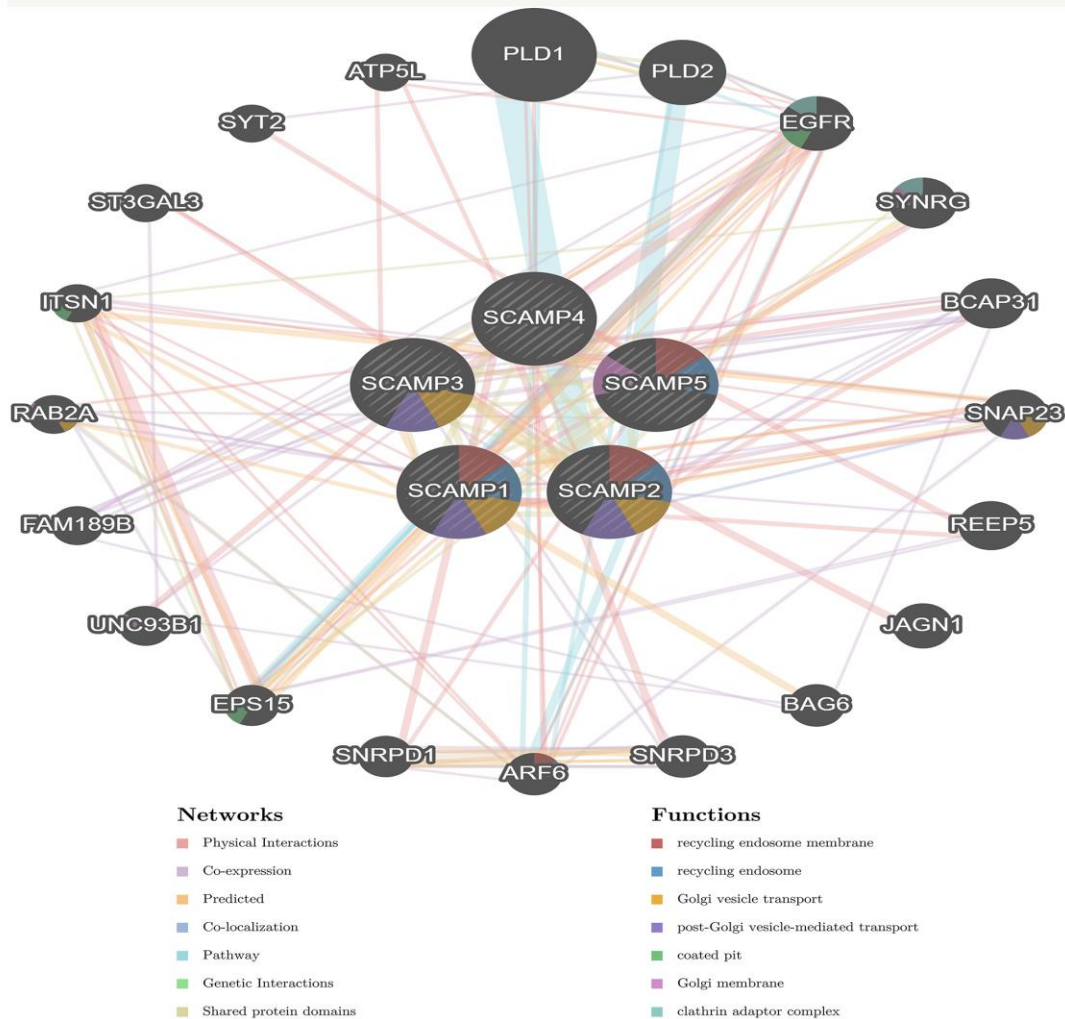 PLD1
PLD2
ATP5L
EGFR
SYT2
SYNRG
ST3GAL3
BCAP31
ITSN1
SCAMP4
SCAMP3
SCAMP5
RAB2A
SNAP23
SCAMP1
SCAMP2
FAM189B
REEP5
UNC93B1
JAGN1
EPS15
BAG6
SNRPD1
ARF6
SNRPD3
Networks
Physical Interactions
Co-expression
Predicted
Co-localization
Pathway
Genetic Interactions
Shared protein domains
Functions
recycling endosome membrane
recycling endosome
Golgi vesicle transport
post-Golgi vesicle-mediated transport
coated pit
Golgi membrane
clathrin adaptor complex